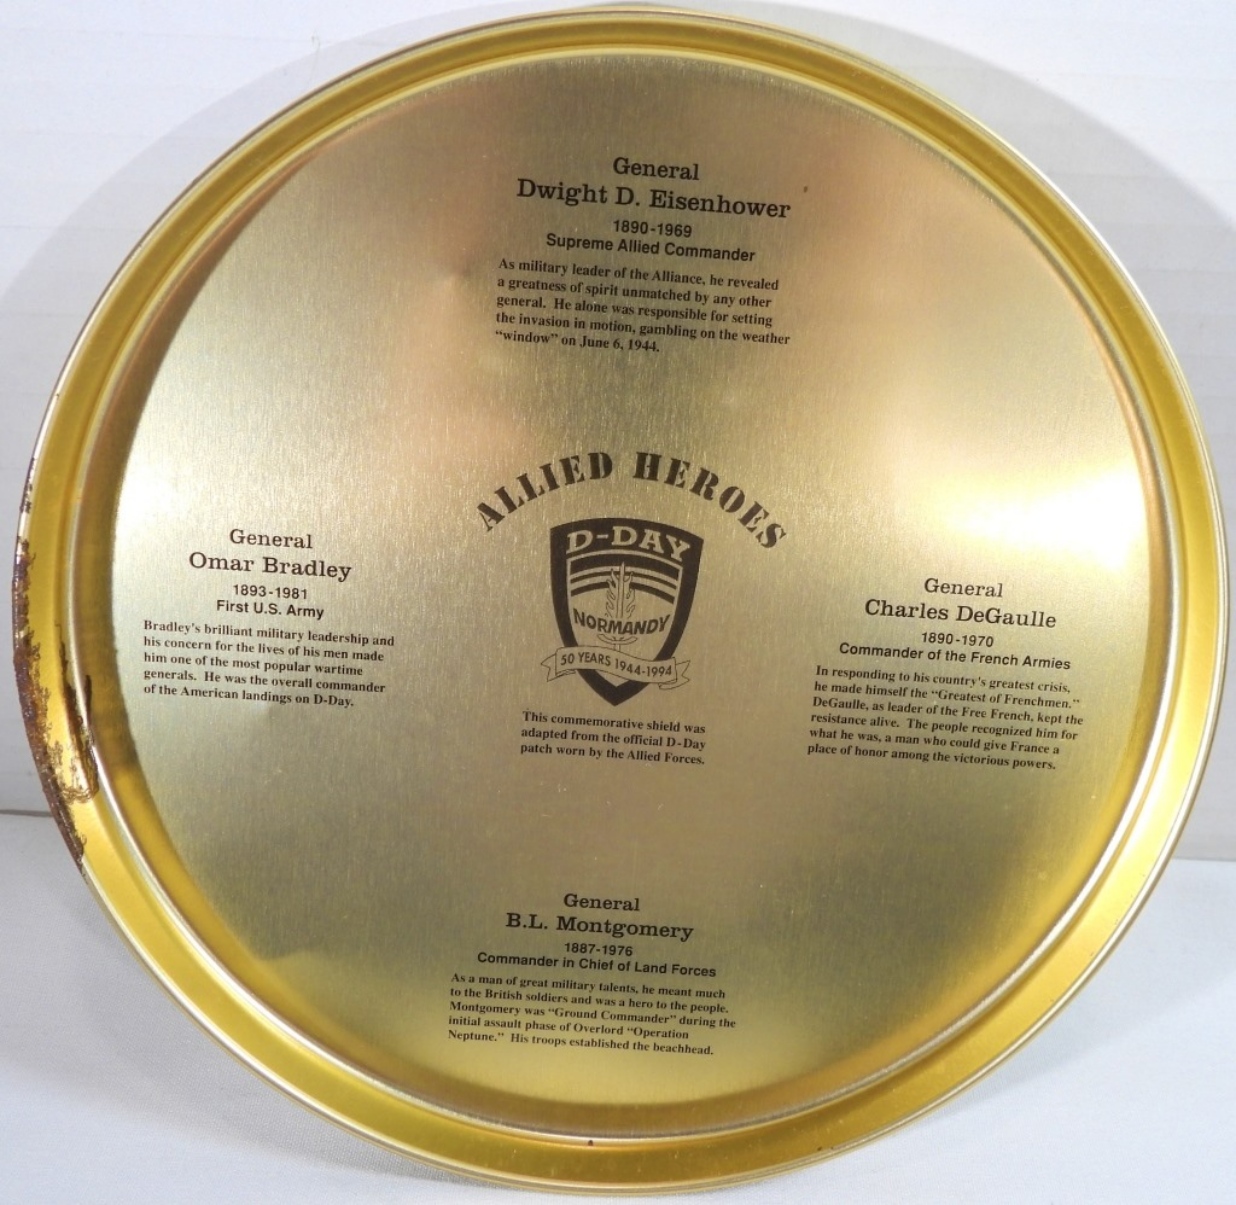 General
Dwight D. Eisenhower
1890-1969
Supreme Allied Commander
As military leader of the Alliance, he revealed
a greatness of spirit unmatched by any other
general. He alone was responsible for setting
the invasion in motion, gambling on the weather
“window” on June 6, 1944.
ALLIED HEROES
D-DAY
NORMANDY
50 YEARS 1944-1994
This commemorative shield was
adapted from the official D-Day
patch worn by the Allied Forces.
General
Omar Bradley
1893-1981
First U.S. Army
Bradley's brilliant military leadership and
his concern for the lives of his men made
him one of the most popular wartime
generals. He was the overall commander
of the American landings on D-Day.
General
Charles DeGaulle
1890-1970
Commander of the French Armies
In responding to his country's greatest crisis,
he made himself the “Greatest of Frenchmen.”
DeGaulle, as leader of the Free French, kept the
resistance alive. The people recognized him for
what he was, a man who could give France a
place of honor among the victorious powers.
General
B.L. Montgomery
1887-1976
Commander in Chief of Land Forces
As a man of great military talents, he meant much
to the British soldiers and was a hero to the people.
Montgomery was “Ground Commander” during the
initial assault phase of Overlord “Operation
Neptune.” His troops established the beachhead.